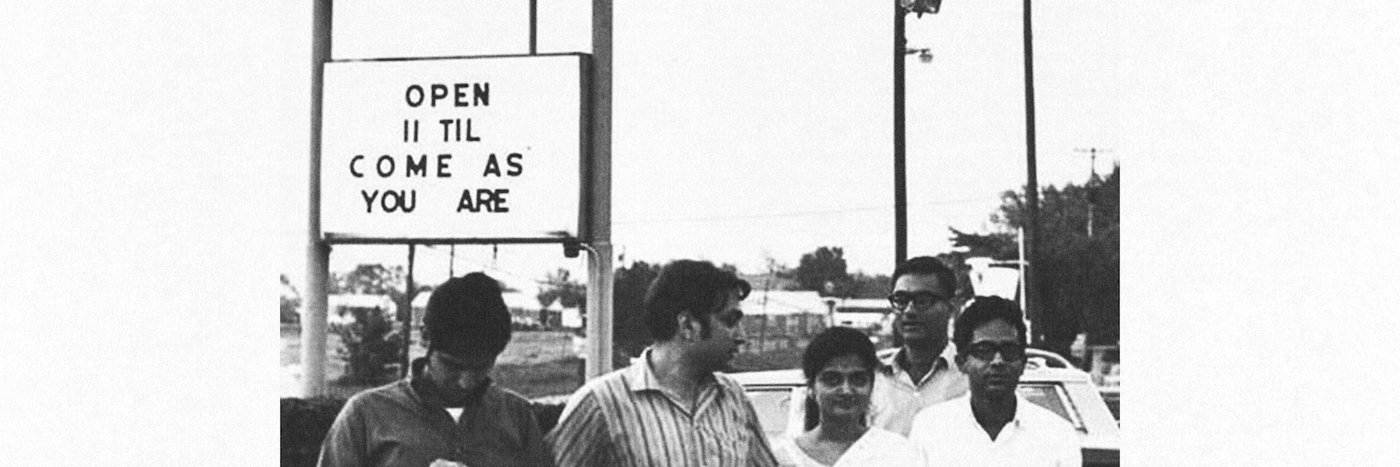 OPEN
11 TIL
COME AS
YOU ARE